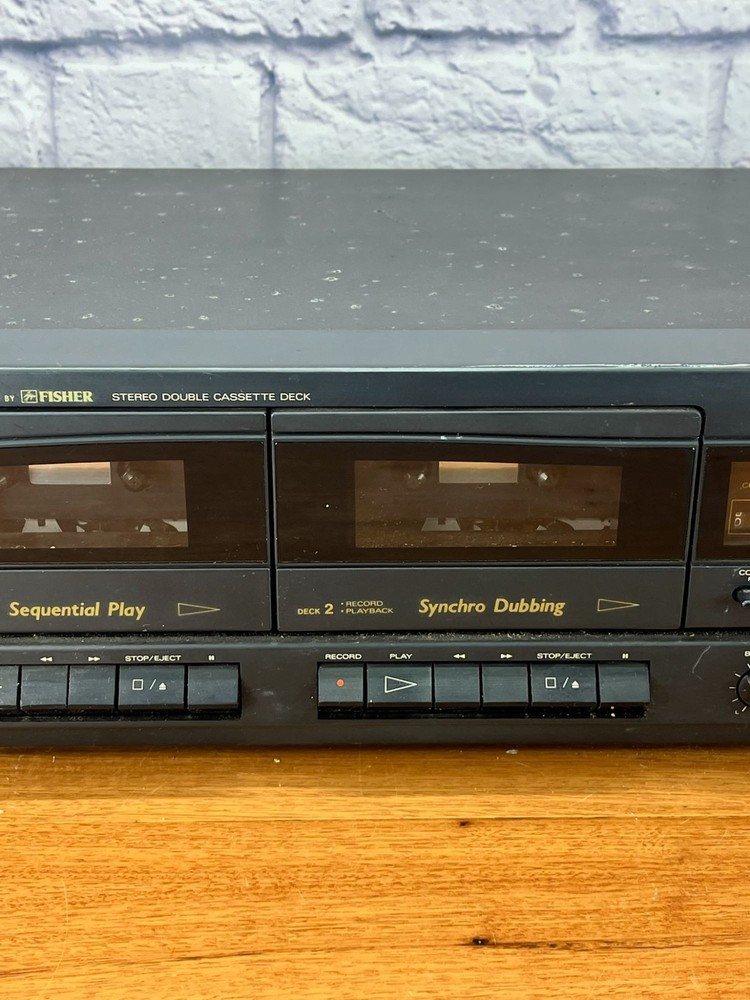 BY FISHER STEREO DOUBLE CASSETTE DECK
Sequential Play
DECK 2 • RECORD
• PLAYBACK
Synchro Dubbing
STOP/EJECT
RECORD PLAY STOP/EJECT